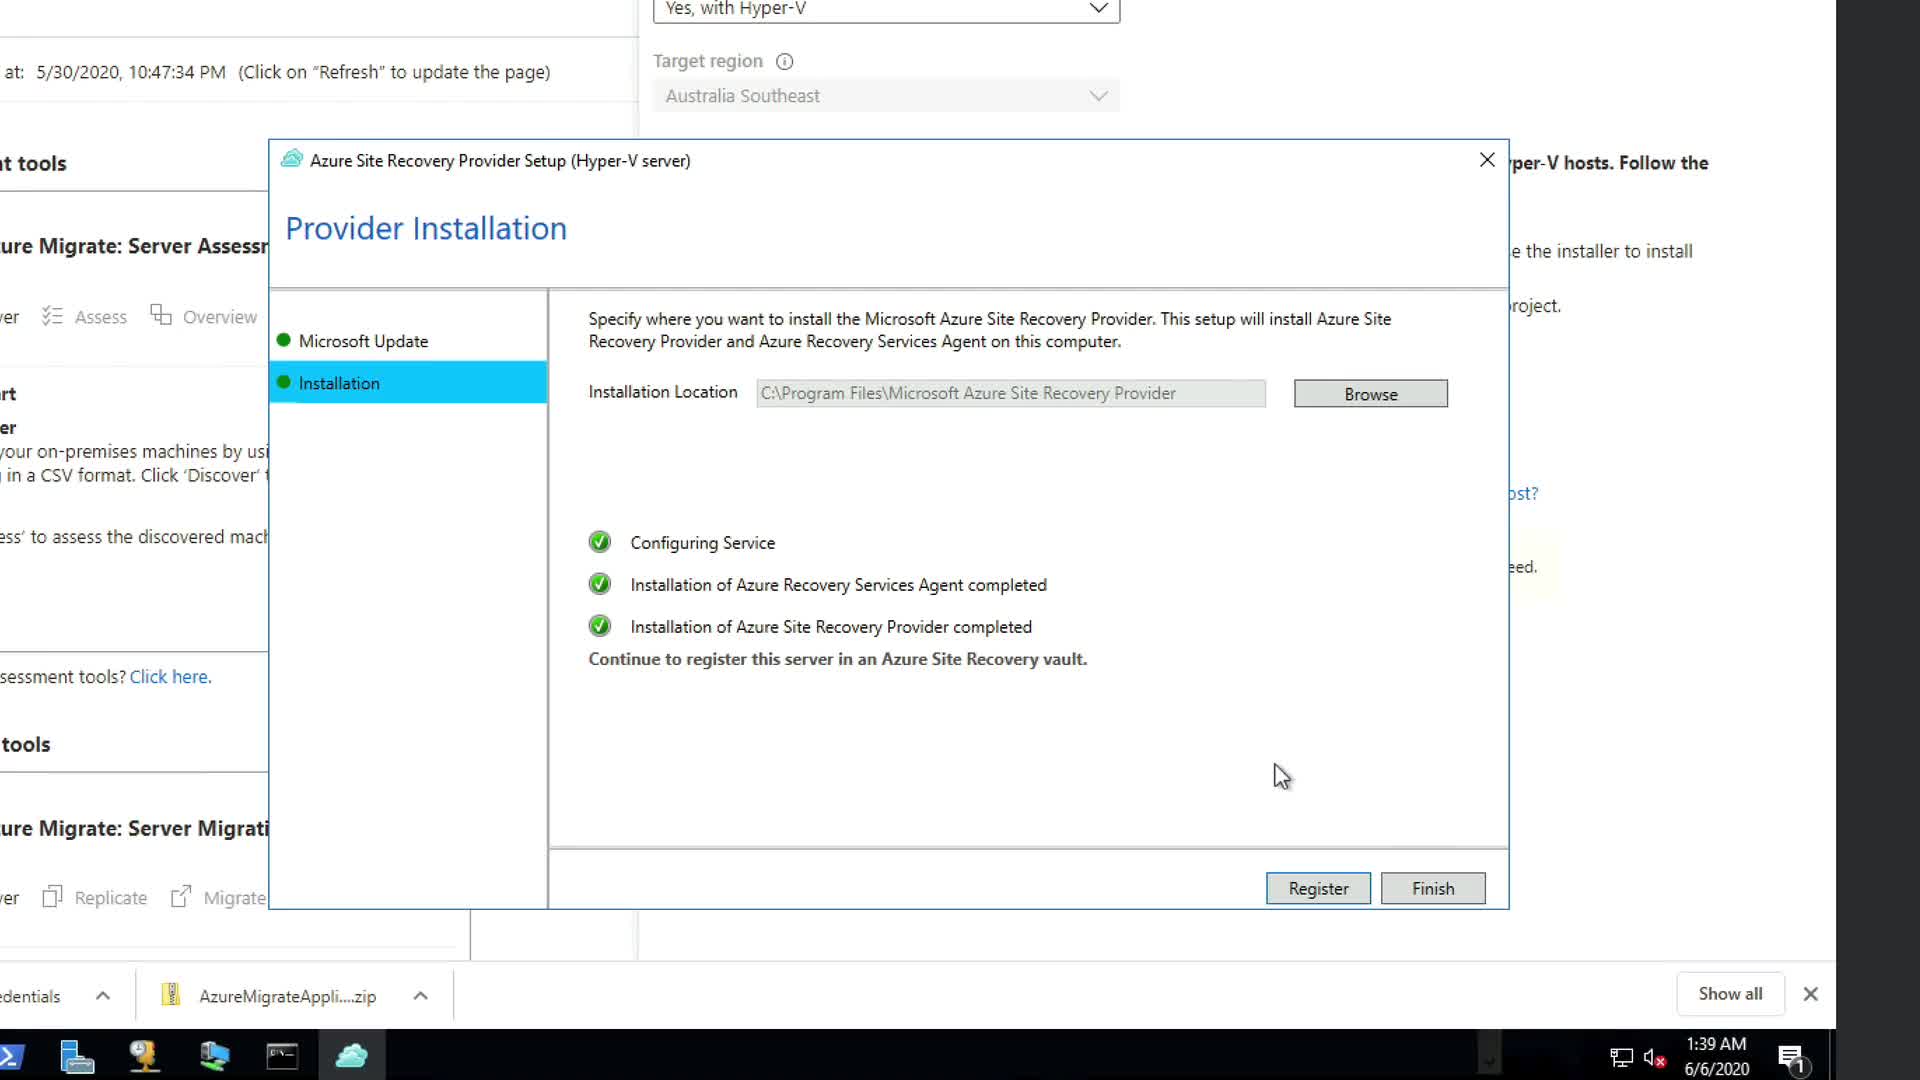 Yes, with Hyper-V
at: 5/30/2020, 10:47:34 PM (Click on “Refresh” to update the page)
Target region
Australia Southeast
nt tools
Azure Site Recovery Provider Setup (Hyper-V server)
yper-V hosts. Follow the
Provider Installation
ure Migrate: Server Assessr
e the installer to install
roject.
ver Assess Overview
Specify where you want to install the Microsoft Azure Site Recovery Provider. This setup will install Azure Site
Recovery Provider and Azure Recovery Services Agent on this computer.
Microsoft Update
Installation
Installation Location C:\Program Files\Microsoft Azure Site Recovery Provider Browse
rt
er
your on-premises machines by usi
in a CSV format. Click ‘Discover’ t
ost?
ess’ to assess the discovered mach
Configuring Service
eed.
Installation of Azure Recovery Services Agent completed
Installation of Azure Site Recovery Provider completed
Continue to register this server in an Azure Site Recovery vault.
sessment tools? Click here.
tools
ure Migrate: Server Migrati
ver Replicate Migrate
Register Finish
edentials
AzureMigrateAppli....zip
Show all
1:39 AM
6/6/2020
1